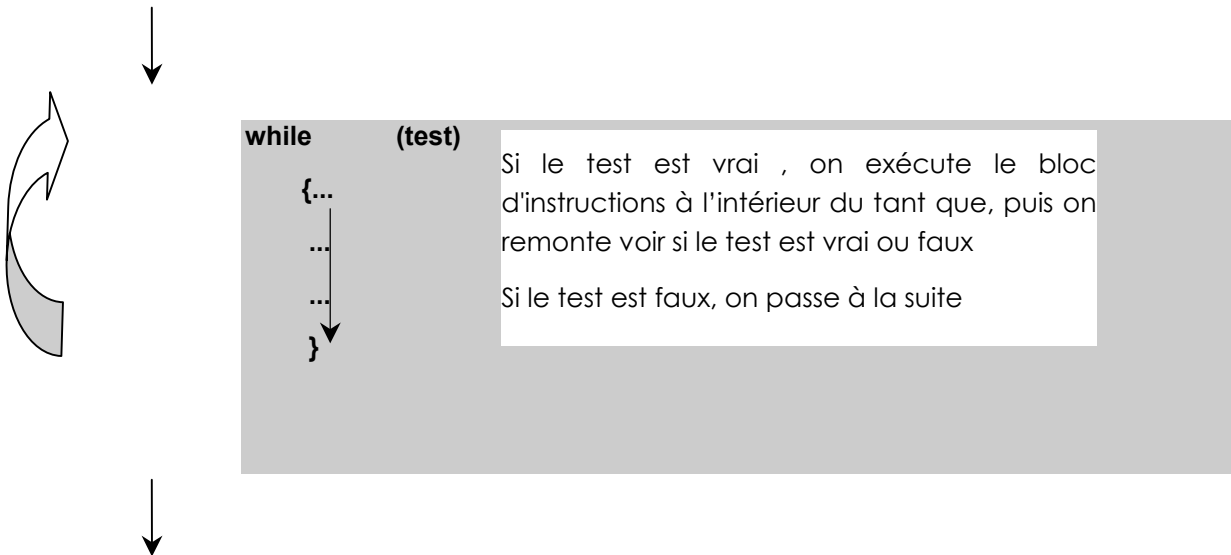 while (test)
{...
...
...
}
Si le test est vrai , on exécute le bloc
d'instructions à l’intérieur du tant que, puis on
remonte voir si le test est vrai ou faux
Si le test est faux, on passe à la suite